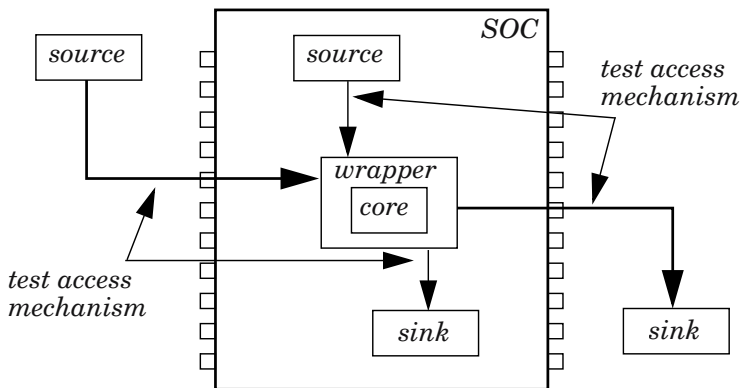 SOC
source
source
test access
mechanism
wrapper
core
test access
mechanism
sink
sink